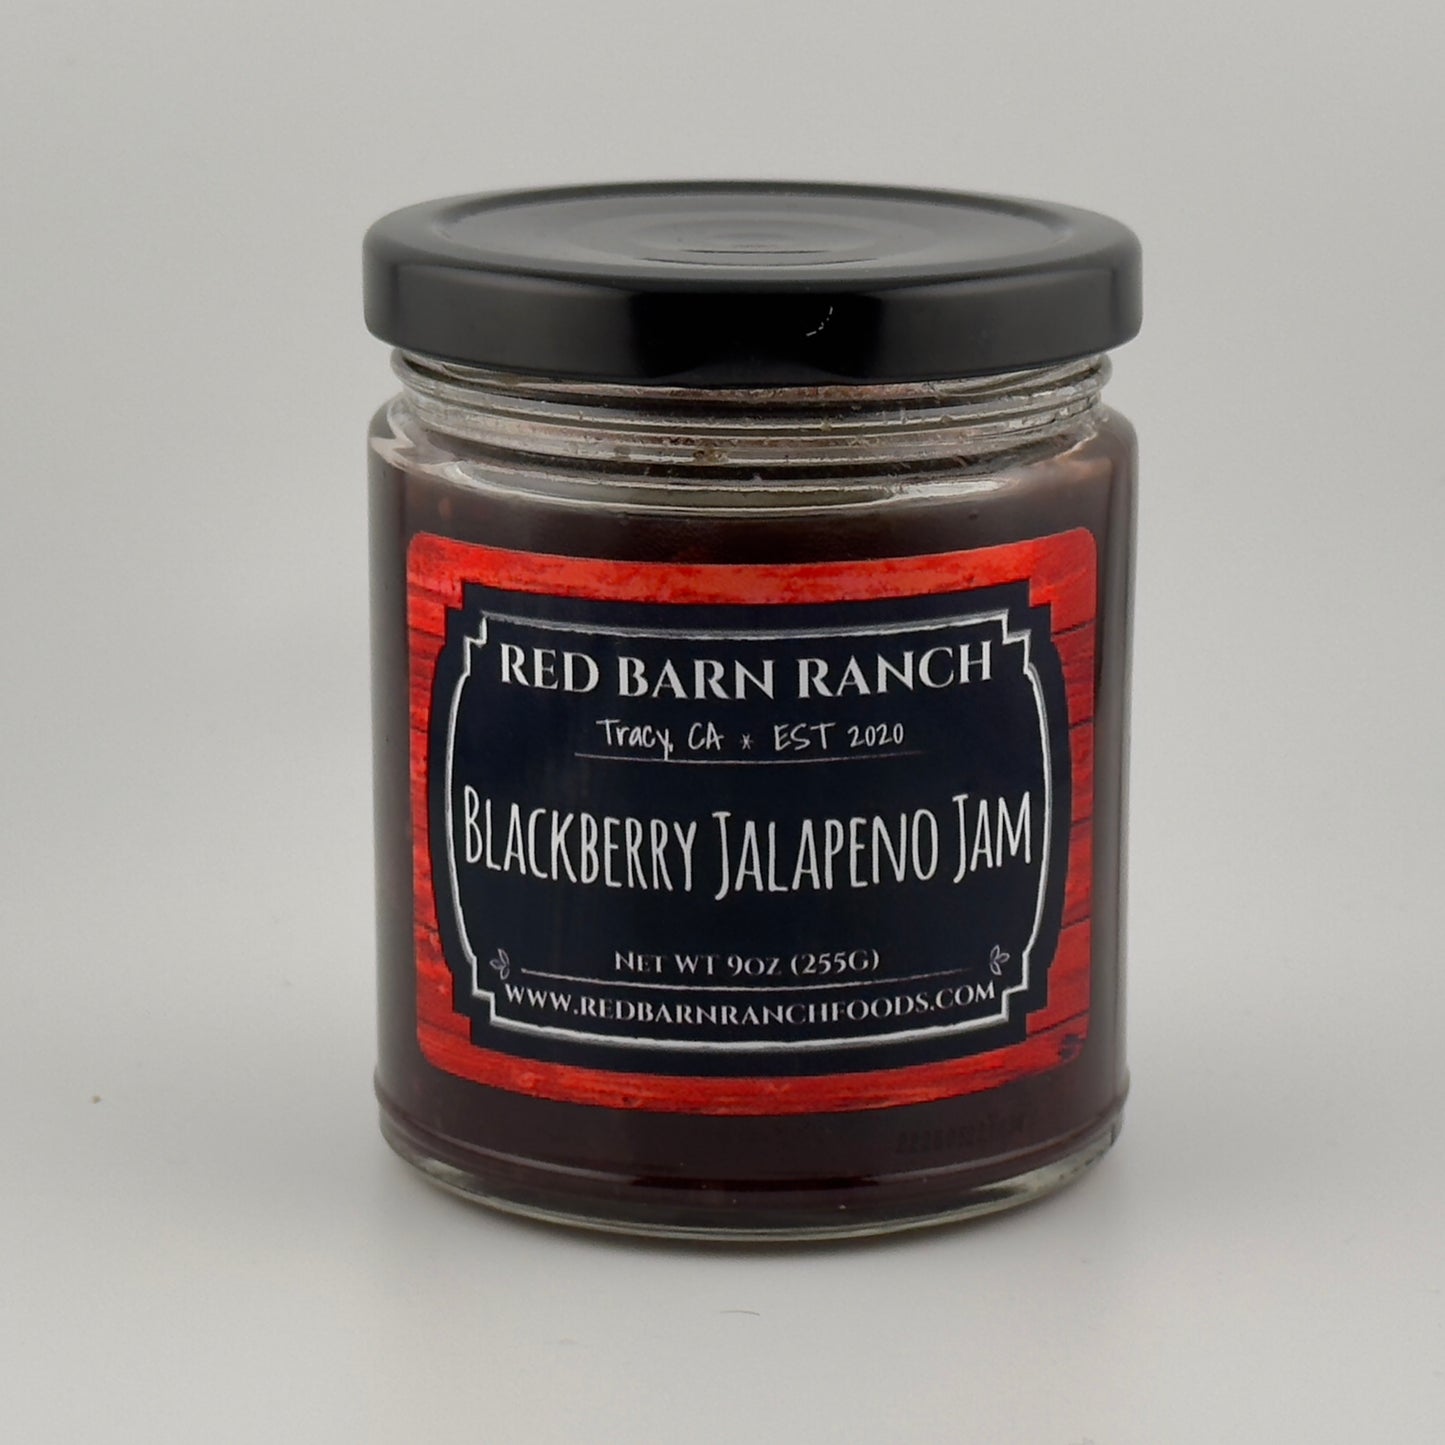 RED BARN RANCH
Tracy, CA * EST 2020
BLACKBERRY JALAPENO JAM
NET WT 9OZ (255G)
WWW.REDBARNRANCHFOODS.COM